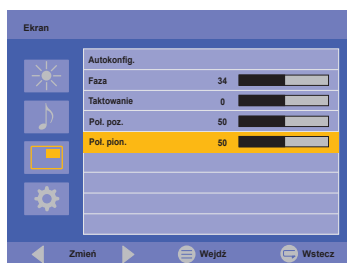 Ekran
Autokonfig.
Faza 34
Taktowanie 0
Poł. poz. 50
Poł. pion. 50
Zmień Wejdź Wstecz